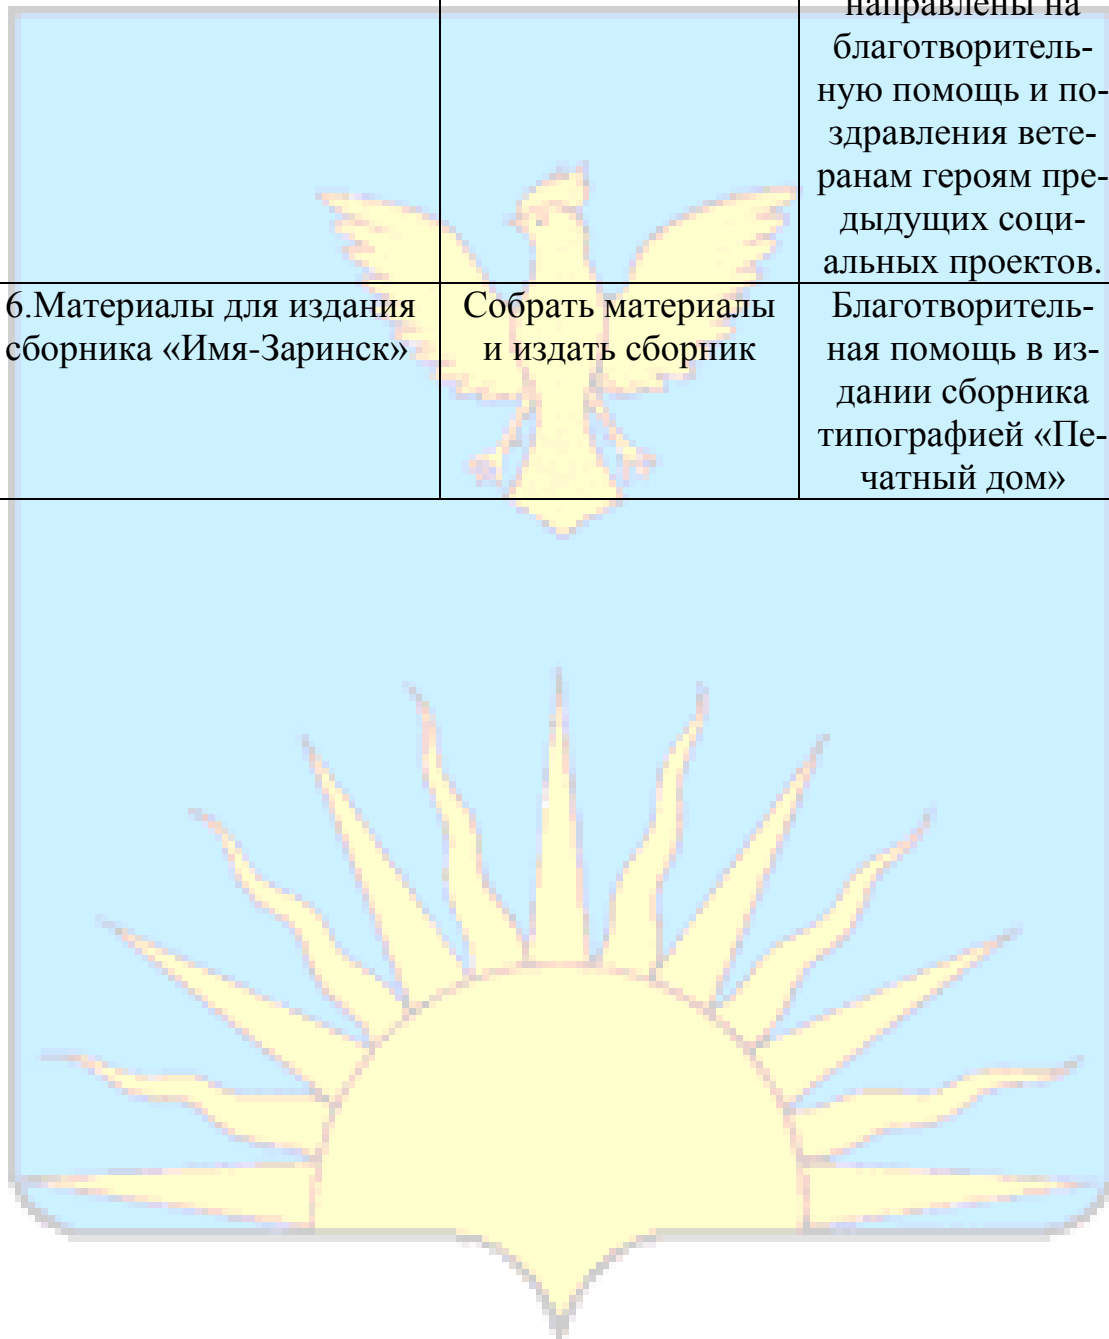 направлены на
благотворитель-
ную помощь и по-
здравления вете-
ранам героям пре-
дыдущих соци-
альных проектов.
6.Материалы для издания
сборника «Имя-Заринск»
Собрать материалы
и издать сборник
Благотворитель-
ная помощь в из-
дании сборника
типографией «Пе-
чатный дом»